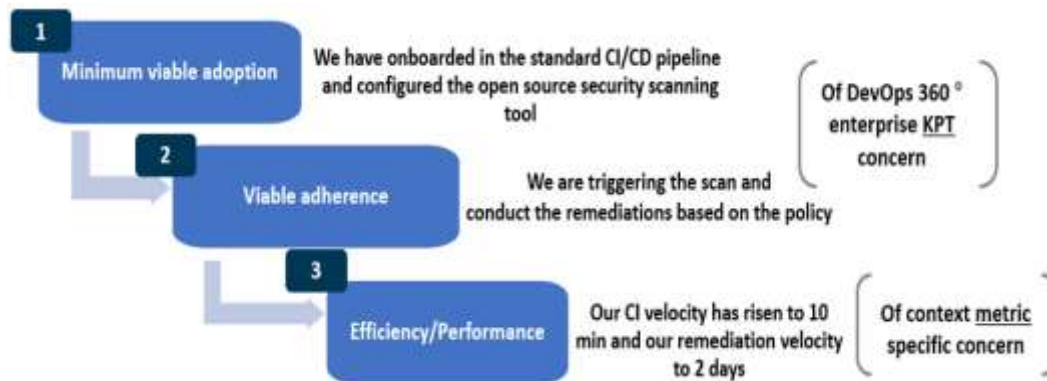 1
Minimum viable adoption
We have onboarded in the standard CI/CD pipeline
and configured the open source security scanning
tool
Of DevOps 360 °
enterprise KPT
concern
2
Viable adherence
We are triggering the scan and
conduct the remediations based on the policy
3
Efficiency/Performance
Our CI velocity has risen to 10
min and our remediation velocity
to 2 days
Of context metric
specific concern